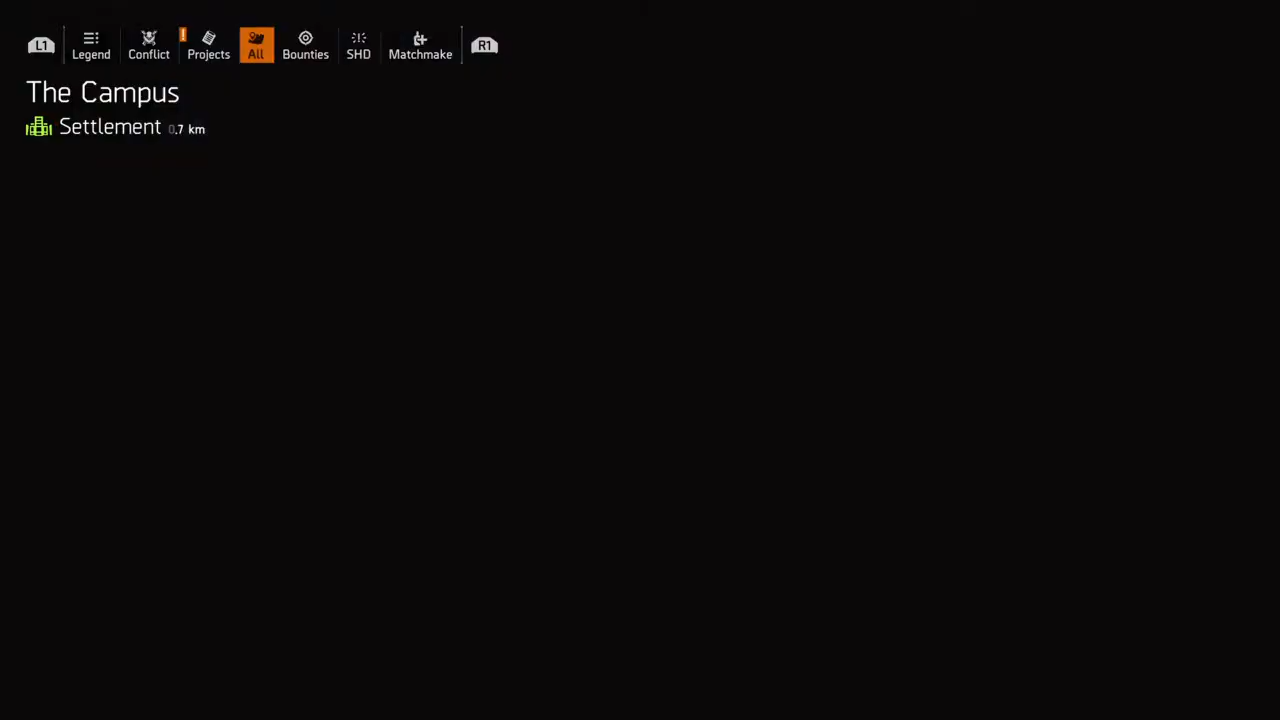 L1 Legend Conflict Projects All Bounties SHD Matchmake R1
The Campus
Settlement 0.7 km